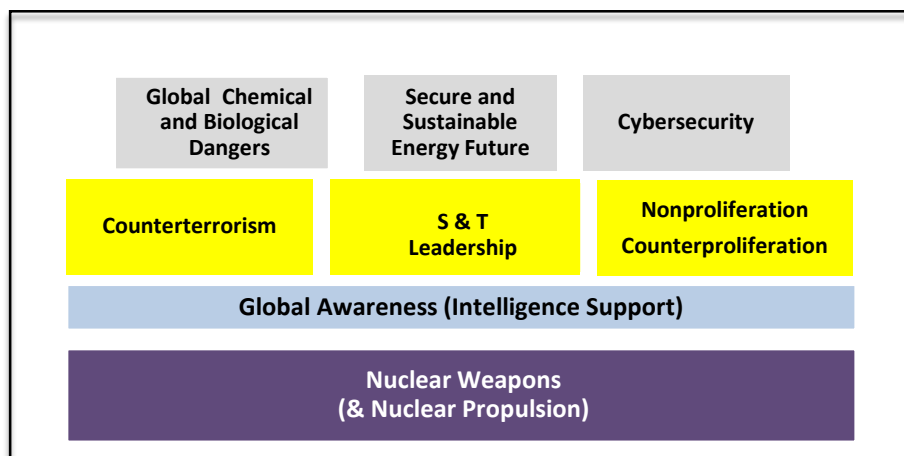 Global Chemical
and Biological
Dangers
Secure and
Sustainable
Energy Future
Cybersecurity
Counterterrorism
S & T
Leadership
Nonproliferation
Counterproliferation
Global Awareness (Intelligence Support)
Nuclear Weapons
(& Nuclear Propulsion)